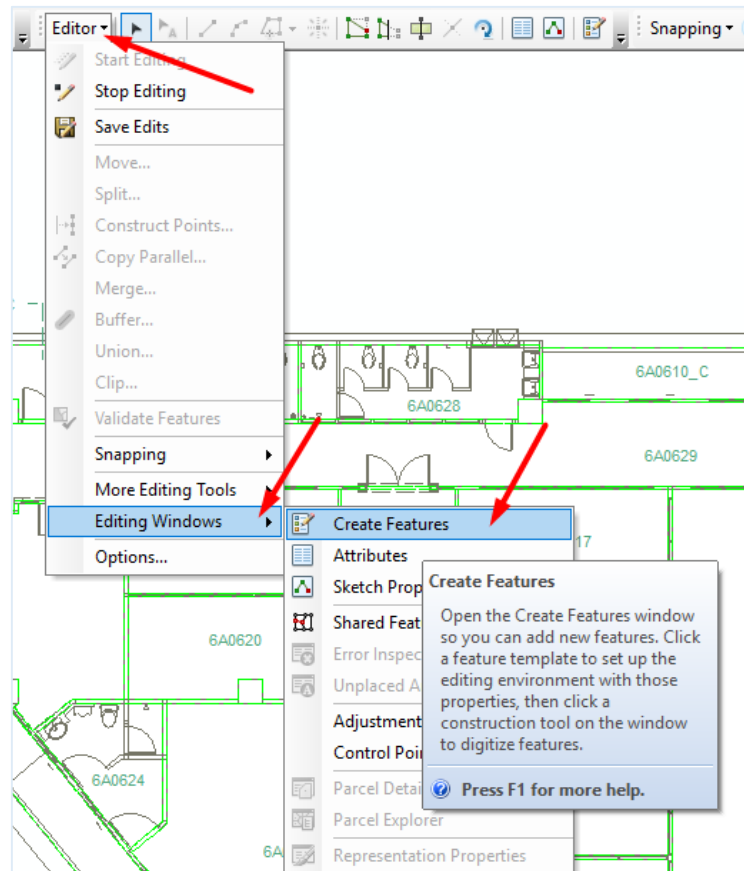 Editor
Snapping
Start Editing
Stop Editing
Save Edits
Move...
Split...
Construct Points...
Copy Parallel...
Merge...
Buffer...
Union...
Clip...
Validate Features
Snapping
More Editing Tools
Editing Windows
Options...
Create Features
Attributes
Sketch Prop
Shared Feat
Error Inspec
Unplaced A
Adjustment
Control Poi
Parcel Detai
Parcel Explorer
Representation Properties
Create Features
Open the Create Features window
so you can add new features. Click
a feature template to set up the
editing environment with those
properties, then click a
construction tool on the window
to digitize features.
Press F1 for more help.
6A0610_C
6A0628
6A0629
17
6A0620
6A0624
6A